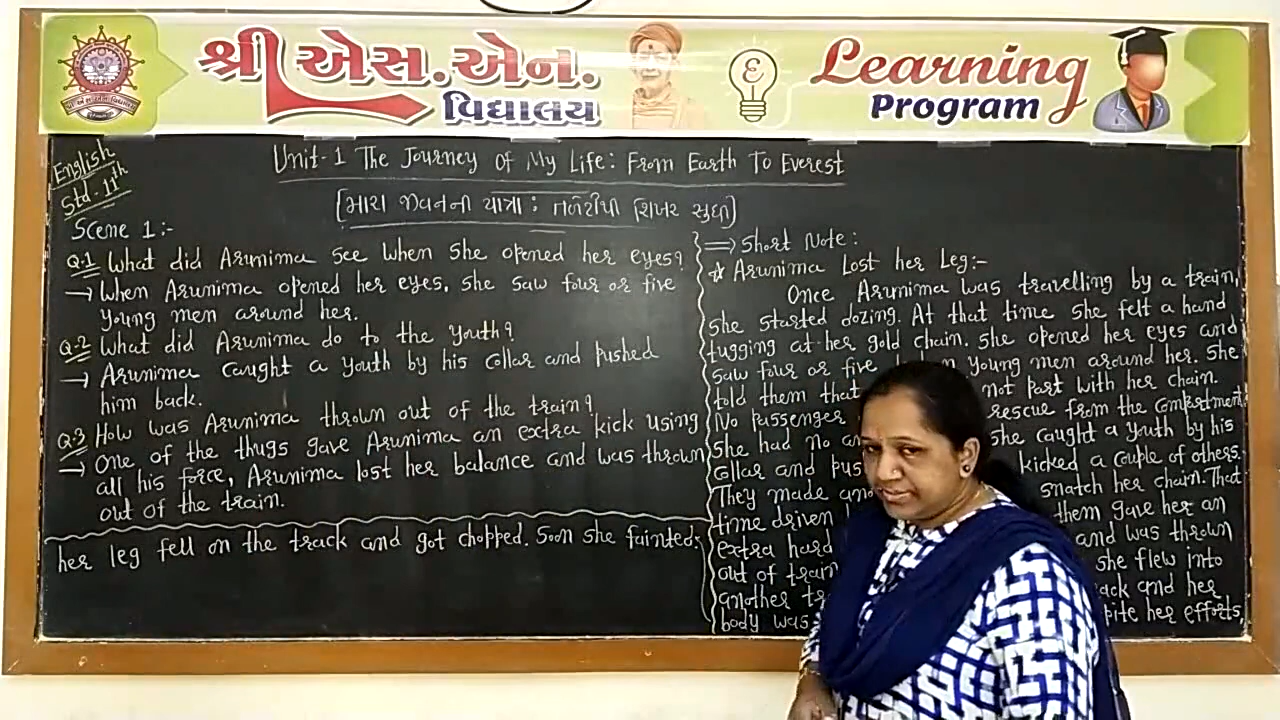 શ્રી એસ.એન.
વિદ્યાલય
Learning
Program
English
Std-11th
Unit-1 The Journey Of My Life: From Earth To Everest
[મારા જીવનની યાત્રા : તળેટીથી શિખર સુધી]
Scene 1:-
Q.1 What did Arunima see when she opened her eyes?
→ When Arunima opened her eyes, she saw four or five
young men around her.
Q.2 What did Arunima do to the youth?
→ Arunima caught a youth by his collar and pushed
him back.
Q.3 How was Arunima thrown out of the train?
→ One of the thugs gave Arunima an extra kick using
all his force, Arunima lost her balance and was thrown
out of the train.
her leg fell on the track and got chopped. Soon she fainted.
⇒ Short Note:
☆ Arunima Lost her Leg:-
Once Arunima was travelling by a train,
she started dozing. At that time she felt a hand
tugging at her gold chain. She opened her eyes and
saw four or five young men around her. She
told them that not part with her chain.
No passenger rescue from the compartment.
She had no she caught a youth by his
collar and kicked a couple of others.
They made snatch her chain. That
time driven them gave her an
extra hard and was thrown
out of train she flew into
another and her
body was her efforts,